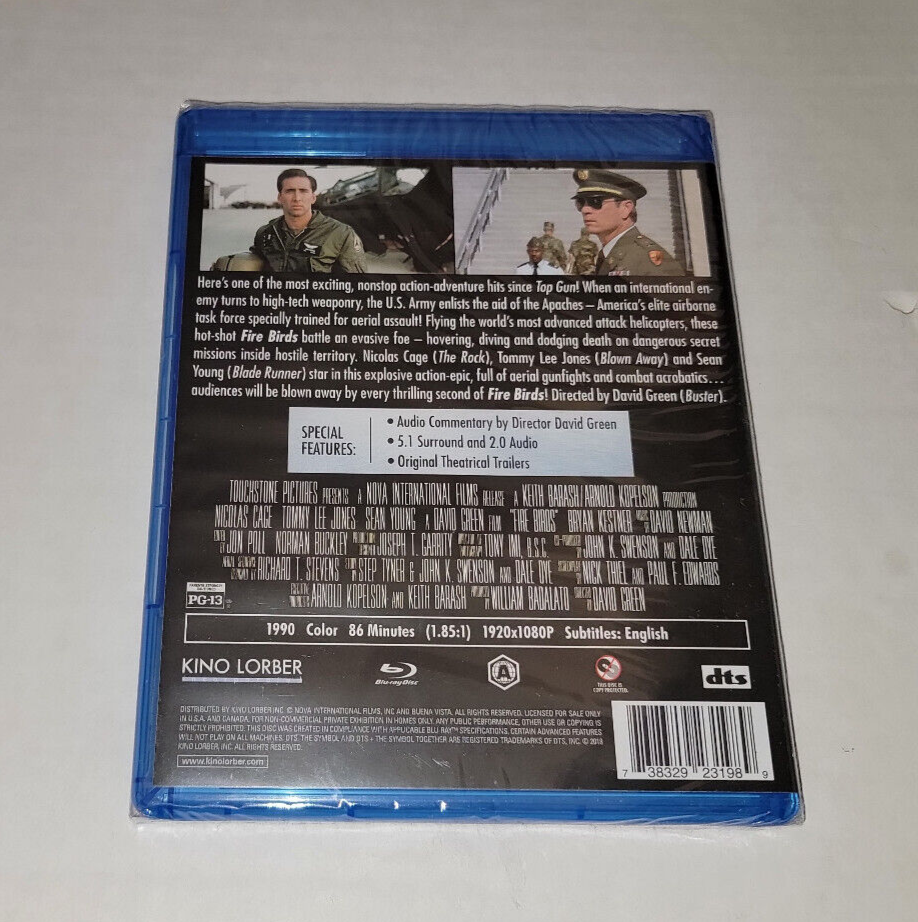 Here's one of the most exciting, nonstop action-adventure hits since Top Gun! When an international en-
emy turns to high-tech weaponry, the U.S. Army enlists the aid of the Apaches – America's elite airborne
task force specially trained for aerial assault! Flying the world's most advanced attack helicopters, these
hot-shot Fire Birds battle an evasive foe – hovering, diving and dodging death on dangerous secret
missions inside hostile territory. Nicolas Cage (The Rock), Tommy Lee Jones (Blown Away) and Sean
Young (Blade Runner) star in this explosive action-epic, full of aerial gunfights and combat acrobatics...
audiences will be blown away by every thrilling second of Fire Birds! Directed by David Green (Buster).
SPECIAL
FEATURES:
• Audio Commentary by Director David Green
• 5.1 Surround and 2.0 Audio
• Original Theatrical Trailers
TOUCHSTONE PICTURES PRESENTS A NOVA INTERNATIONAL FILMS RELEASE A KEITH BARASH/ARNOLD KOPELSON PRODUCTION
NICOLAS CAGE TOMMY LEE JONES SEAN YOUNG A DAVID GREEN FILM "FIRE BIRDS" BRYAN KESTNER DAVID NEWMAN
JON POLL NORMAN BUCKLEY JOSEPH T. GARRITY TONY IMI, B.S.C. JOHN K. SWENSON AND DALE DYE
RICHARD T. STEVENS STEP TYNER & JOHN K. SWENSON AND DALE DYE NICK THIEL AND PAUL F. EDWARDS
ARNOLD KOPELSON AND KEITH BARASH WILLIAM BADALATO DAVID GREEN
PG-13
1990 Color 86 Minutes (1.85:1) 1920x1080P Subtitles: English
KINO LORBER
Blu-ray Disc
A
THIS DISC IS
COPY PROTECTED.
dts
DISTRIBUTED BY KINO LORBER INC. © NOVA INTERNATIONAL FILMS, INC AND BUENA VISTA. ALL RIGHTS RESERVED. LICENSED FOR SALE ONLY
IN U.S.A. AND CANADA. FOR NON-COMMERCIAL PRIVATE EXHIBITION IN HOMES ONLY. ANY PUBLIC PERFORMANCE, OTHER USE OR COPYING IS
STRICTLY PROHIBITED. THIS DISC WAS CREATED IN COMPLIANCE WITH APPLICABLE BLU RAY™ SPECIFICATIONS. CERTAIN ADVANCED FEATURES
WILL NOT PLAY ON ALL MACHINES. DTS, THE SYMBOL AND DTS + THE SYMBOL TOGETHER ARE REGISTERED TRADEMARKS OF DTS, INC. © 2018
KINO LORBER, INC. ALL RIGHTS RESERVED.
www.kinolorber.com
7 38329 23198 9